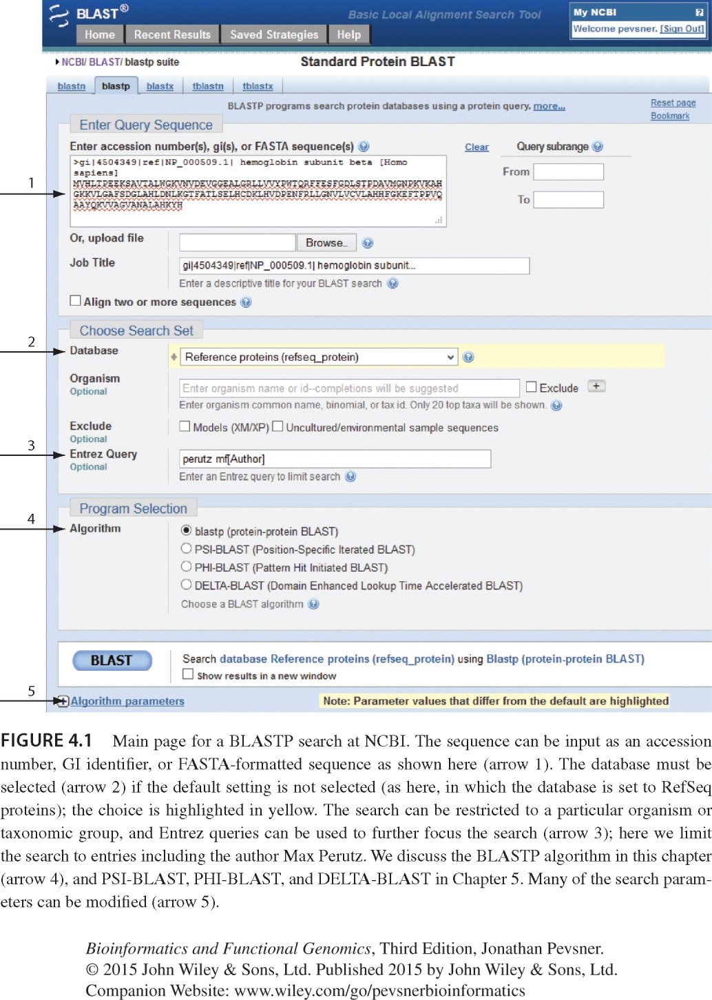 BLAST®
Basic Local Alignment Search Tool
My NCBI
?
Welcome pevsner. [Sign Out]
Home Recent Results Saved Strategies Help
NCBI/ BLAST/ blastp suite
Standard Protein BLAST
blastn blastp blastx tblastn tblastx
BLASTP programs search protein databases using a protein query. more...
Reset page
Bookmark
Enter Query Sequence
Enter accession number(s), gi(s), or FASTA sequence(s) ?
Clear
Query subrange ?
1
>gi|4504349|ref|NP_000509.1| hemoglobin subunit beta [Homo
sapiens]
MVHLTPEEKSAVTALWGKVNVDEVGGEALGRLLVVYPWTQRFFESFGDLSTPDAVMGNPKVKAH
GKKVLGAFSDGLAHLDNLKGTFATLSELHCDKLHVDPENFRLLGNVLVCVLAHHFGKEFTPPVQ
AAYQKVVAGVANALAHKYH
From
To
Or, upload file
Browse... ?
Job Title
gi|4504349|ref|NP_000509.1| hemoglobin subunit...
Enter a descriptive title for your BLAST search ?
Align two or more sequences ?
Choose Search Set
2
Database
Reference proteins (refseq_protein) ?
Organism
Optional
Enter organism name or id--completions will be suggested
Exclude +
Enter organism common name, binomial, or tax id. Only 20 top taxa will be shown. ?
Exclude
Optional
Models (XM/XP) Uncultured/environmental sample sequences
3
Entrez Query
Optional
perutz mf[Author]
Enter an Entrez query to limit search ?
Program Selection
4
Algorithm
blastp (protein-protein BLAST)
PSI-BLAST (Position-Specific Iterated BLAST)
PHI-BLAST (Pattern Hit Initiated BLAST)
DELTA-BLAST (Domain Enhanced Lookup Time Accelerated BLAST)
Choose a BLAST algorithm ?
BLAST
Search database Reference proteins (refseq_protein) using Blastp (protein-protein BLAST)
Show results in a new window
5
+ Algorithm parameters
Note: Parameter values that differ from the default are highlighted
FIGURE 4.1 Main page for a BLASTP search at NCBI. The sequence can be input as an accession
number, GI identifier, or FASTA-formatted sequence as shown here (arrow 1). The database must be
selected (arrow 2) if the default setting is not selected (as here, in which the database is set to RefSeq
proteins); the choice is highlighted in yellow. The search can be restricted to a particular organism or
taxonomic group, and Entrez queries can be used to further focus the search (arrow 3); here we limit
the search to entries including the author Max Perutz. We discuss the BLASTP algorithm in this chapter
(arrow 4), and PSI-BLAST, PHI-BLAST, and DELTA-BLAST in Chapter 5. Many of the search param-
eters can be modified (arrow 5).
Bioinformatics and Functional Genomics, Third Edition, Jonathan Pevsner.
© 2015 John Wiley & Sons, Ltd. Published 2015 by John Wiley & Sons, Ltd.
Companion Website: www.wiley.com/go/pevsnerbioinformatics